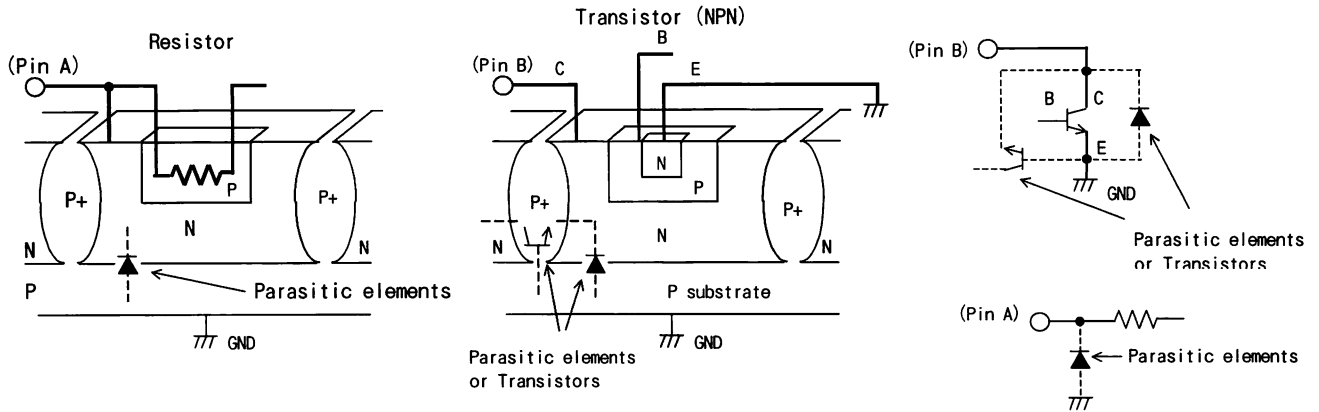 Resistor
(Pin A)
P+
P
P+
N
N
N
P
Parasitic elements
GND
Transistor (NPN)
B
(Pin B)
C
E
N
P
P+
P+
N
N
N
P substrate
GND
Parasitic elements
or Transistors
(Pin B)
B
C
E
GND
Parasitic elements
or Transistors
(Pin A)
Parasitic elements